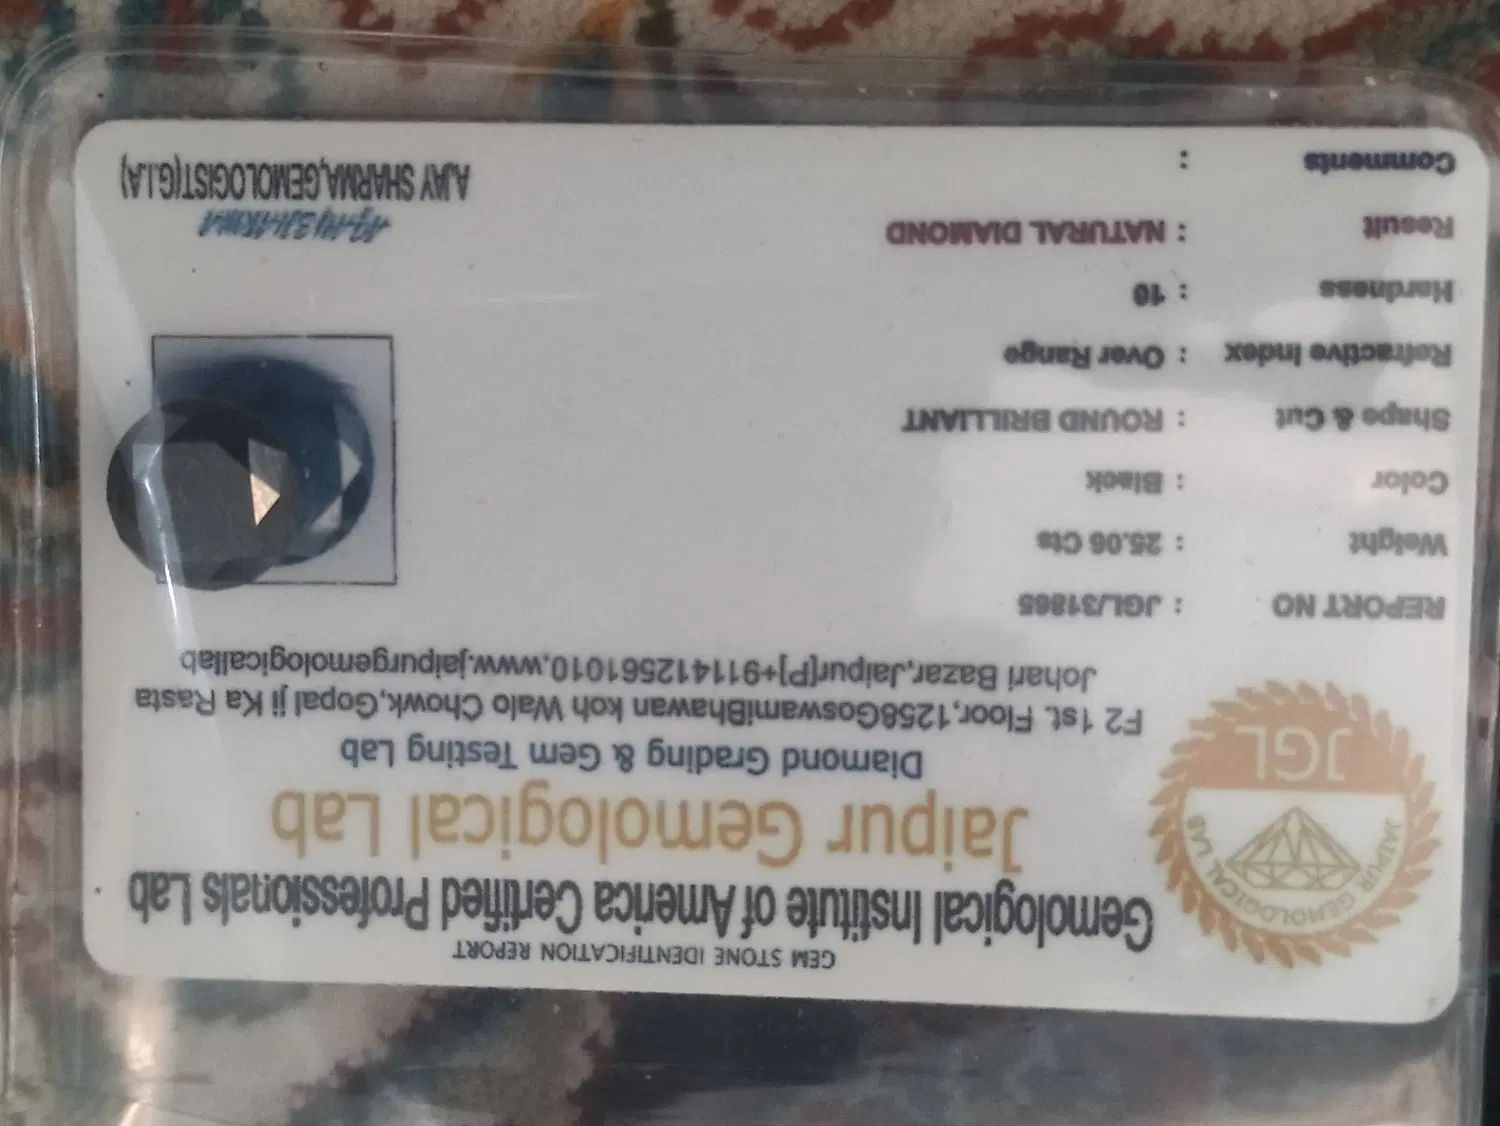 GEM STONE IDENTIFICATION REPORT
Gemological Institute of America Certified Professionals Lab
Jaipur Gemological Lab
Diamond Grading & Gem Testing Lab
F2 1st. Floor,1258GoswamiBhawan koh Walo Chowk,Gopal ji Ka Rasta
Johari Bazar,Jaipur[P]+911412561010,www.jaipurgemologicallab
JGL
JAIPUR GEMOLOGICAL LAB
REPORT NO : JGL/31865
Weight : 25.06 Cts
Color : Black
Shape & Cut : ROUND BRILLIANT
Refractive Index : Over Range
Hardness : 10
Result : NATURAL DIAMOND
Comments :
AJAY SHARMA,GEMOLOGIST(G.I.A)